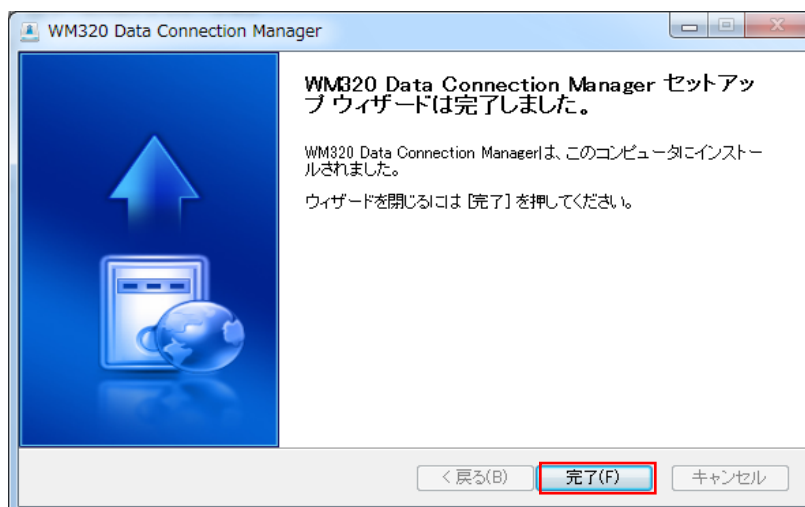 WM320 Data Connection Manager
WM320 Data Connection Manager セットアッ
プ ウィザードは完了しました。
WM320 Data Connection Managerは、このコンピュータにインストー
ルされました。
ウィザードを閉じるには [完了] を押してください。
< 戻る(B)
完了(F)
キャンセル